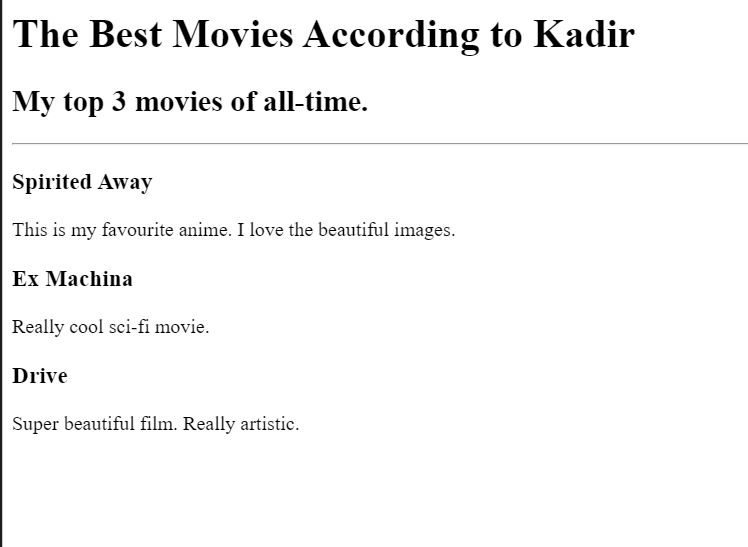 The Best Movies According to Kadir
My top 3 movies of all-time.
Spirited Away
This is my favourite anime. I love the beautiful images.
Ex Machina
Really cool sci-fi movie.
Drive
Super beautiful film. Really artistic.